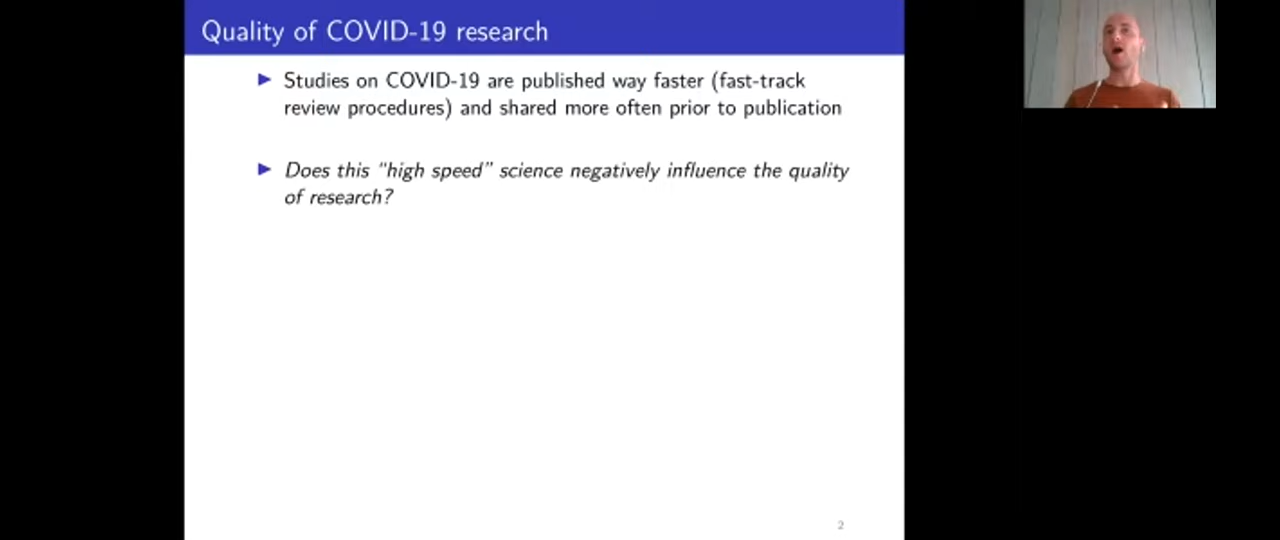 Quality of COVID-19 research
▶ Studies on COVID-19 are published way faster (fast-track
review procedures) and shared more often prior to publication
▶ Does this “high speed” science negatively influence the quality
of research?
2